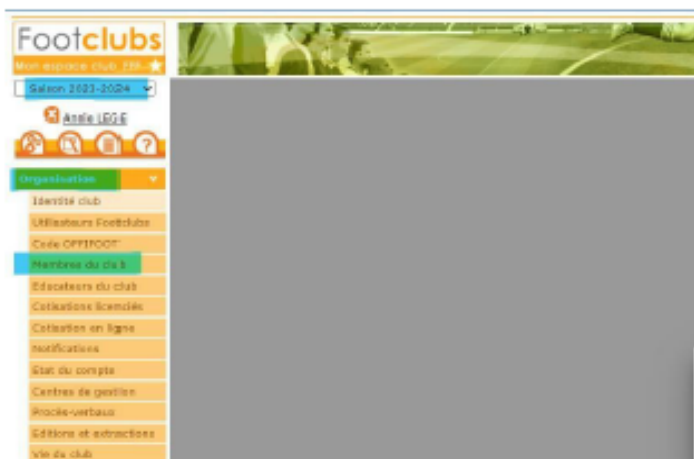 Footclubs
Mon espace club
Saison 2023-2024
Annie LEG E
?
Organisation
Identité club
Utilisateurs Footclubs
Code OFFIFOOT
Membres du club
Educateurs du club
Cotisations licenciés
Cotisation en ligne
Notifications
Etat du compte
Centres de gestion
Procès-verbaux
Editions et extractions
Vie du club